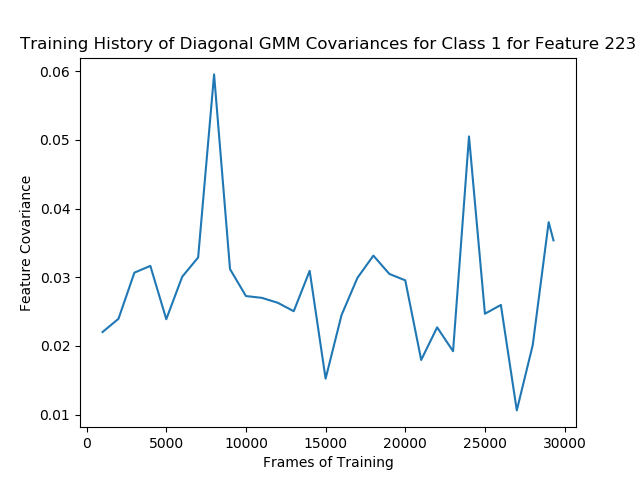 Training History of Diagonal GMM Covariances for Class 1 for Feature 223
0.06
0.05
0.04
0.03
0.02
0.01
Feature Covariance
0 5000 10000 15000 20000 25000 30000
Frames of Training